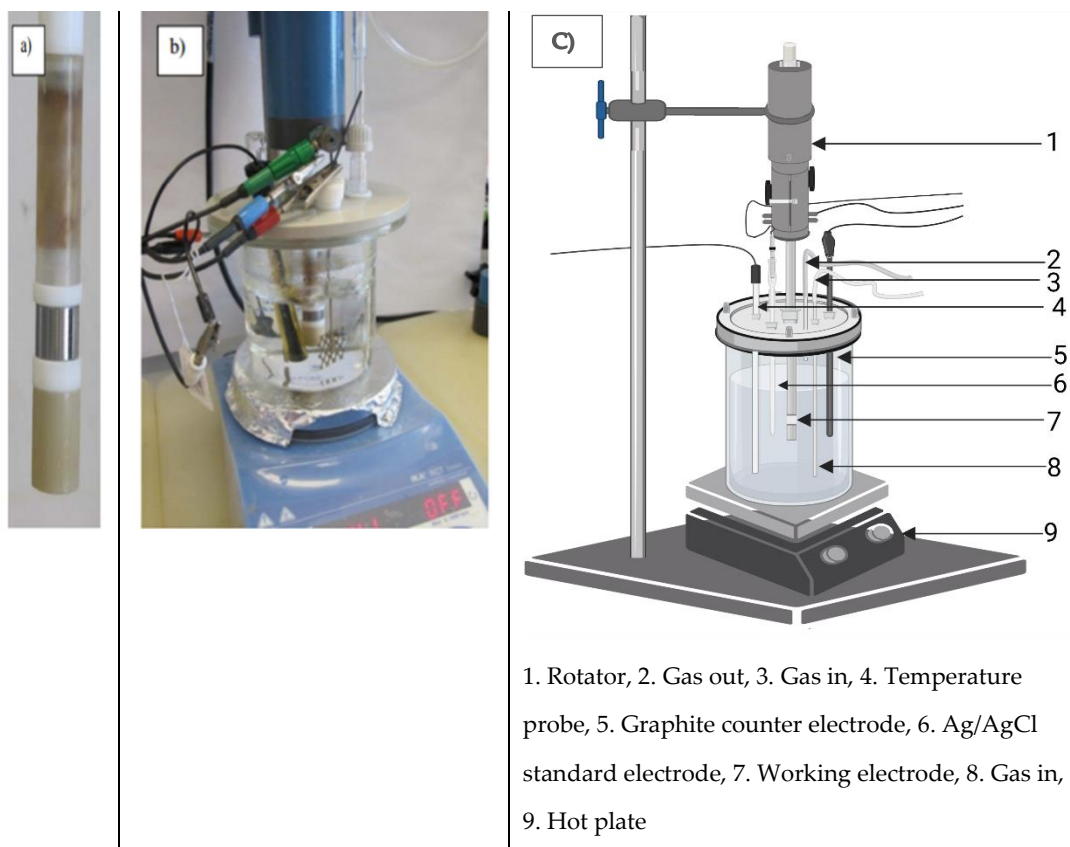 a)
b)
C)
OFF
1
2
3
4
5
6
7
8
9
1. Rotator, 2. Gas out, 3. Gas in, 4. Temperature
probe, 5. Graphite counter electrode, 6. Ag/AgCl
standard electrode, 7. Working electrode, 8. Gas in,
9. Hot plate